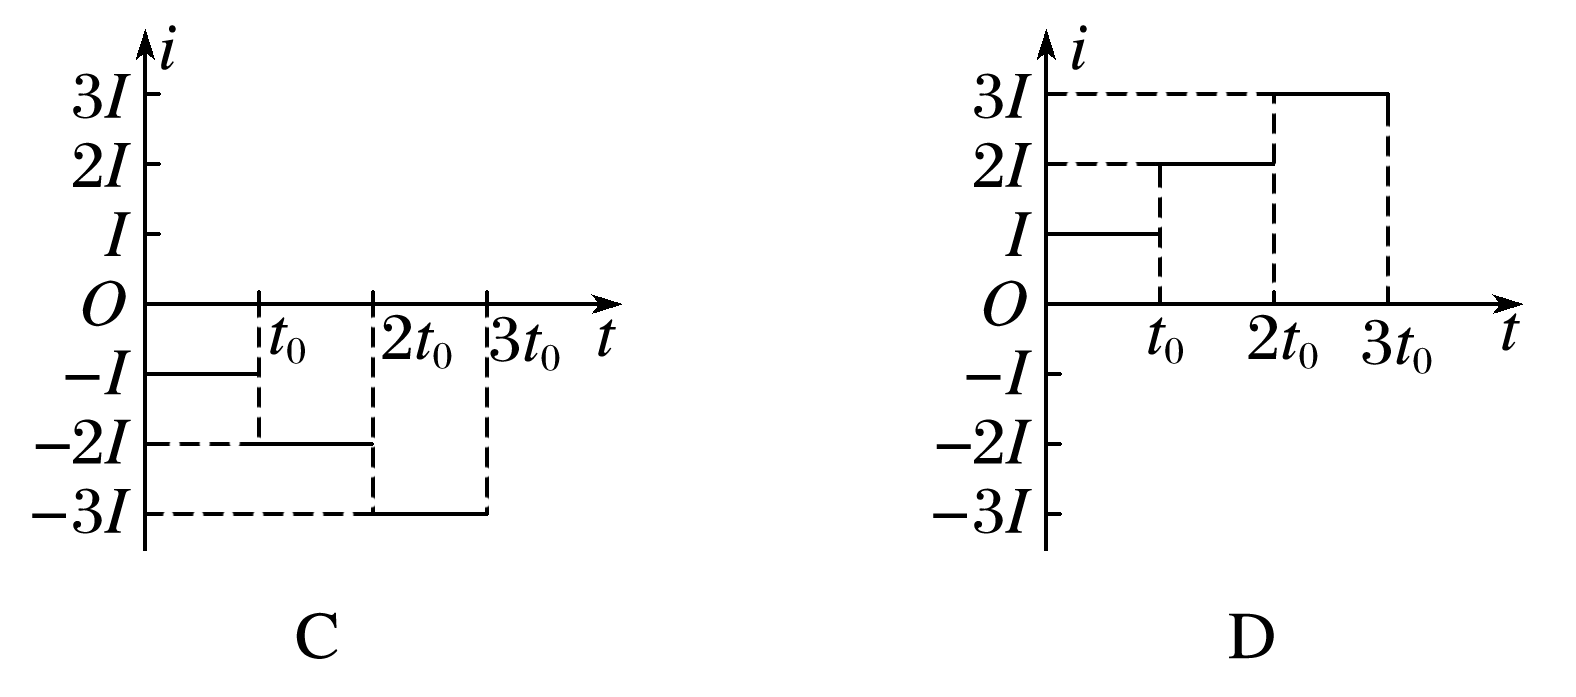 i
3I
2I
I
O
t₀ 2t₀ 3t₀ t
−I
−2I
−3I
C
i
3I
2I
I
O
t₀ 2t₀ 3t₀ t
−I
−2I
−3I
D